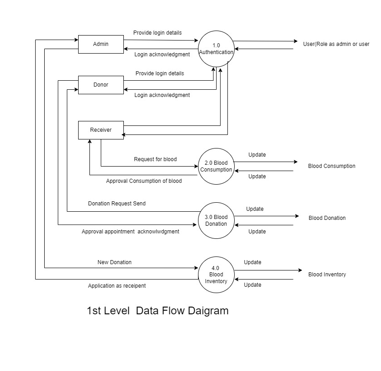 Provide login details
Admin
1.0
Authentication
User|Role as admin or user
Login acknowledgment
Provide login details
Donor
Login acknowledgment
Receiver
Request for blood
2.0 Blood
Consumption
Update
Blood Consumption
Update
Approval Consumption of blood
Donation Request Send
3.0 Blood
Donation
Update
Blood Donation
Update
Approval appointment acknowlvdgment
New Donation
4.0
Blood
Inventory
Update
Blood Inventory
Update
Application as receipent
1st Level Data Flow Daigram